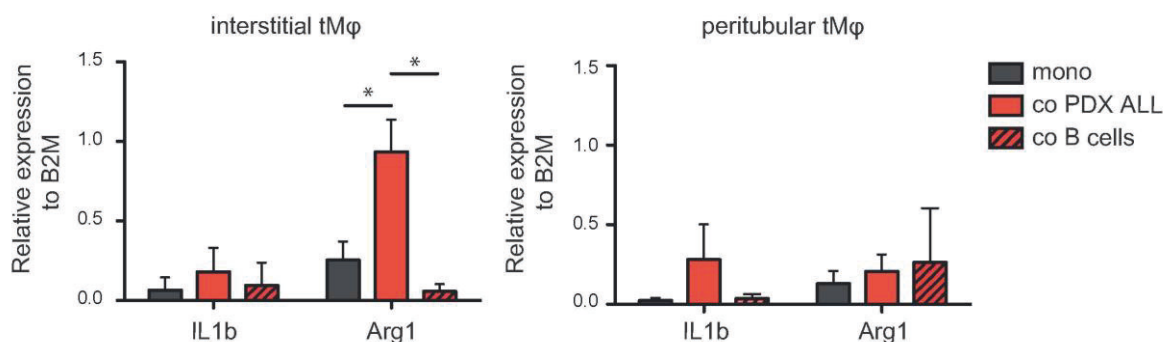 interstitial tMφ
Relative expression
to B2M
1.5
1.0
0.5
0.0
*
*
IL1b Arg1
peritubular tMφ
Relative expression
to B2M
1.5
1.0
0.5
0.0
IL1b Arg1
mono
co PDX ALL
co B cells